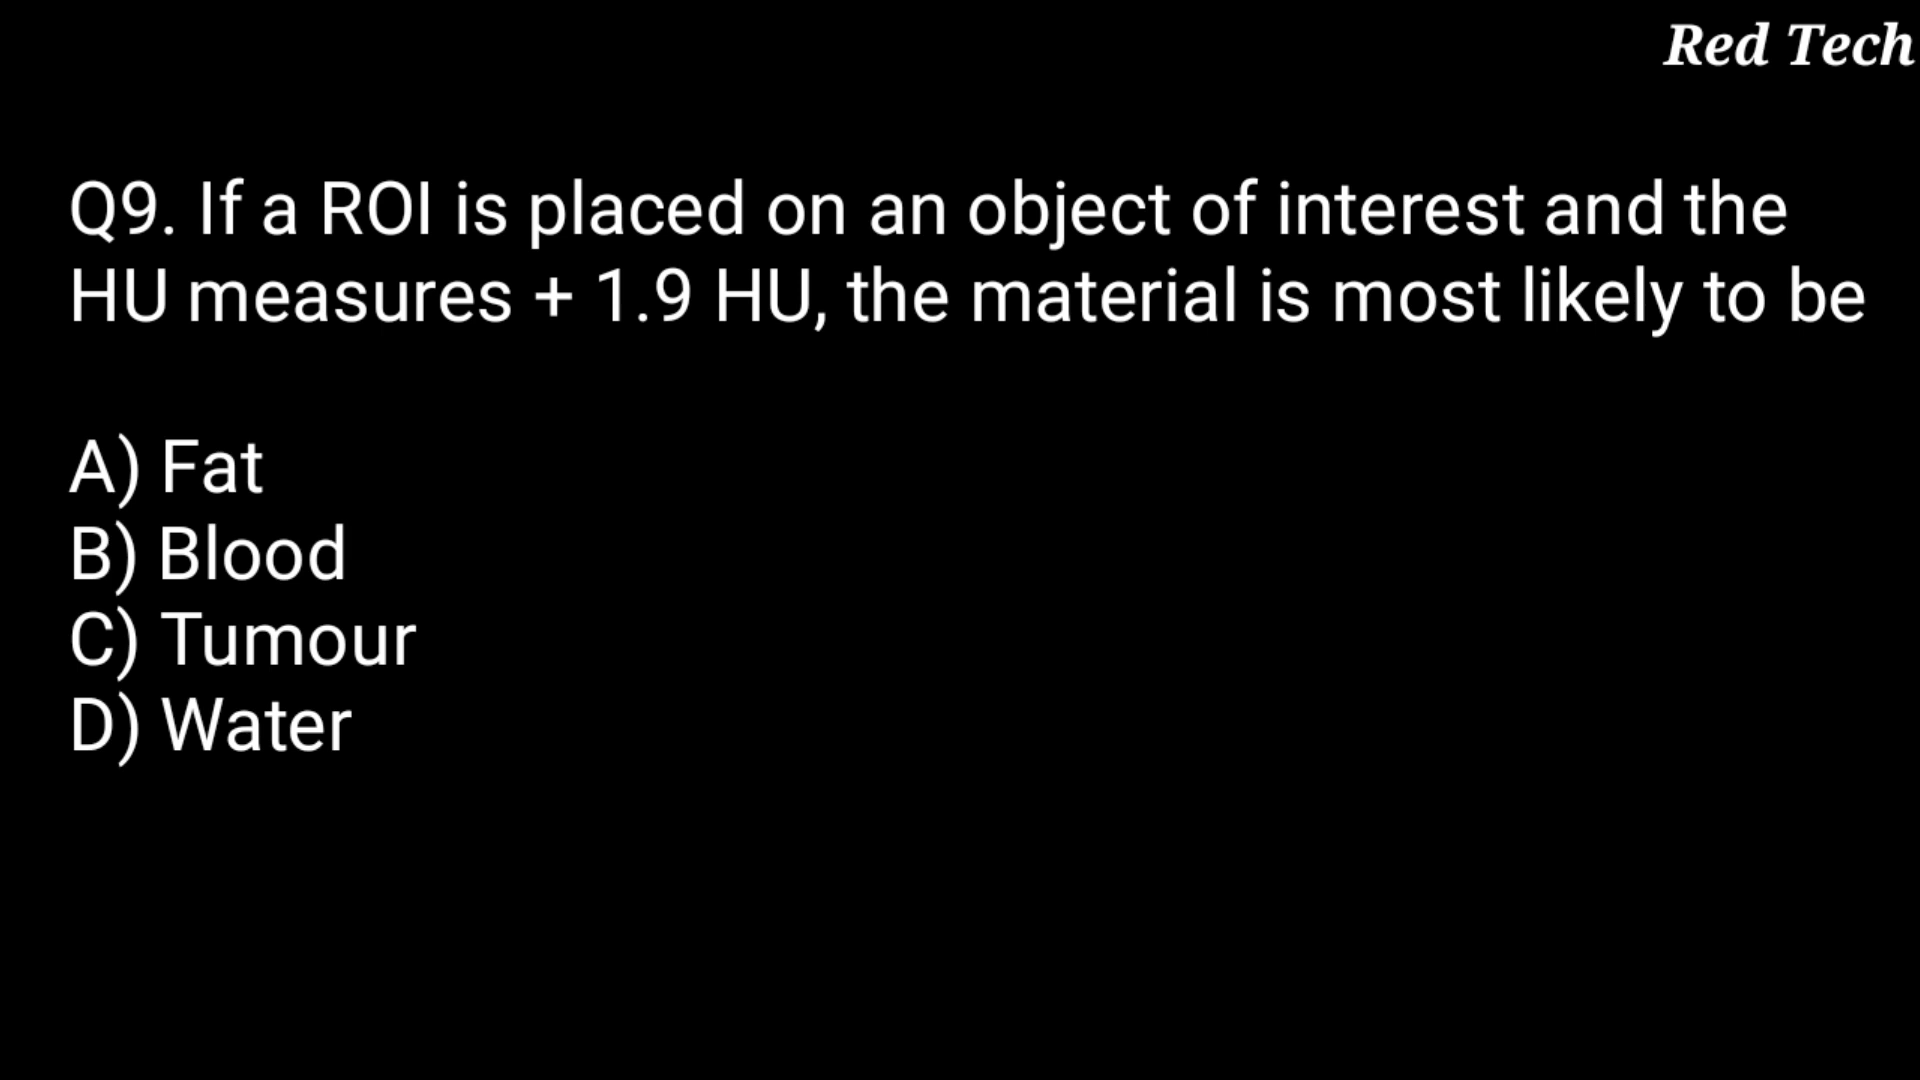 Red Tech
Q9. If a ROI is placed on an object of interest and the
HU measures + 1.9 HU, the material is most likely to be
A) Fat
B) Blood
C) Tumour
D) Water